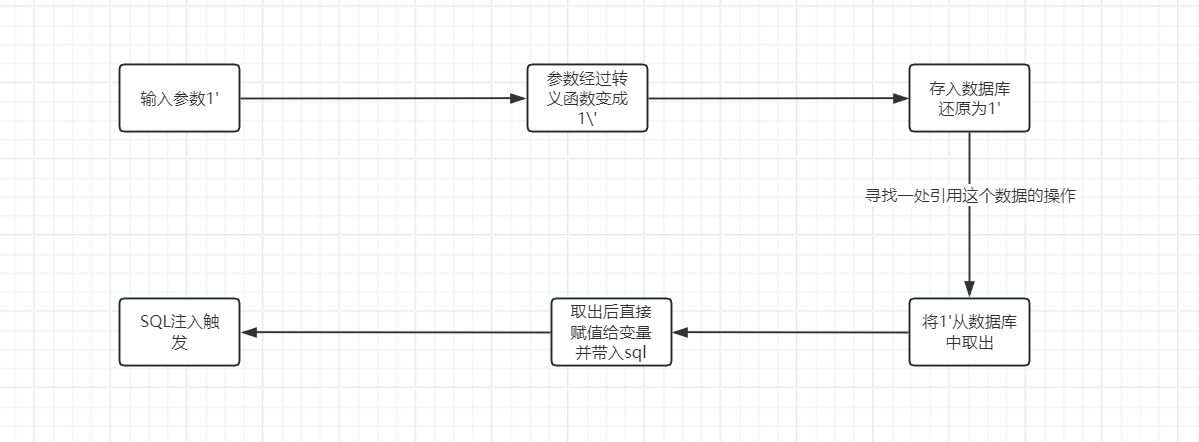 输入参数1'
参数经过转
义函数变成
1\'
存入数据库
还原为1'
寻找一处引用这个数据的操作
将1'从数据库
中取出
取出后直接
赋值给变量
并带入sql
SQL注入触
发